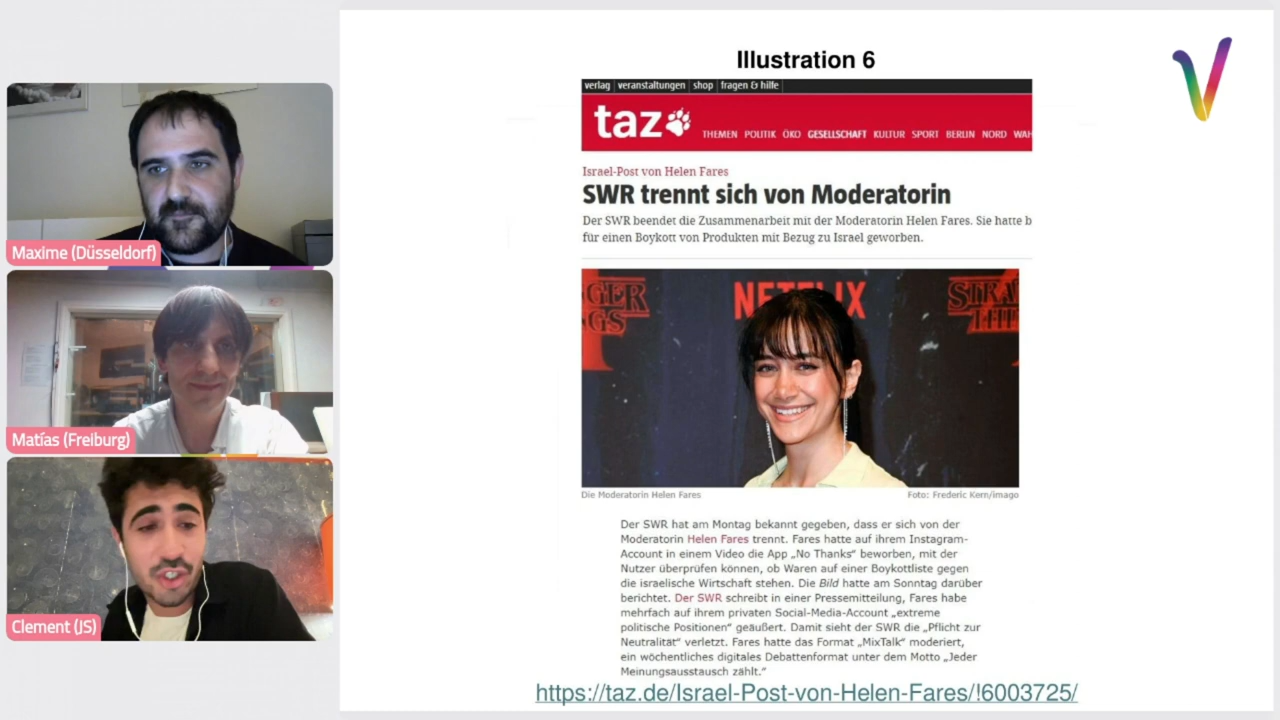 Illustration 6
verlag veranstaltungen shop fragen & hilfe
taz
THEMEN POLITIK ÖKO GESELLSCHAFT KULTUR SPORT BERLIN NORD WAH
Israel-Post von Helen Fares
SWR trennt sich von Moderatorin
Der SWR beendet die Zusammenarbeit mit der Moderatorin Helen Fares. Sie hatte b
für einen Boykott von Produkten mit Bezug zu Israel geworben.
NETFLIX
Die Moderatorin Helen Fares
Foto: Frederic Kern/imago
Der SWR hat am Montag bekannt gegeben, dass er sich von der
Moderatorin Helen Fares trennt. Fares hatte auf ihrem Instagram-
Account in einem Video die App „No Thanks“ beworben, mit der
Nutzer überprüfen können, ob Waren auf einer Boykottliste gegen
die israelische Wirtschaft stehen. Die Bild hatte am Sonntag darüber
berichtet. Der SWR schreibt in einer Pressemitteilung, Fares habe
mehrfach auf ihrem privaten Social-Media-Account „extreme
politische Positionen“ geäußert. Damit sieht der SWR die „Pflicht zur
Neutralität“ verletzt. Fares hatte das Format „MixTalk“ moderiert,
ein wöchentliches digitales Debattenformat unter dem Motto „Jeder
Meinungsausstausch zählt.“
https://taz.de/Israel-Post-von-Helen-Fares/!6003725/
Maxime (Düsseldorf)
Matías (Freiburg)
Clement (JS)